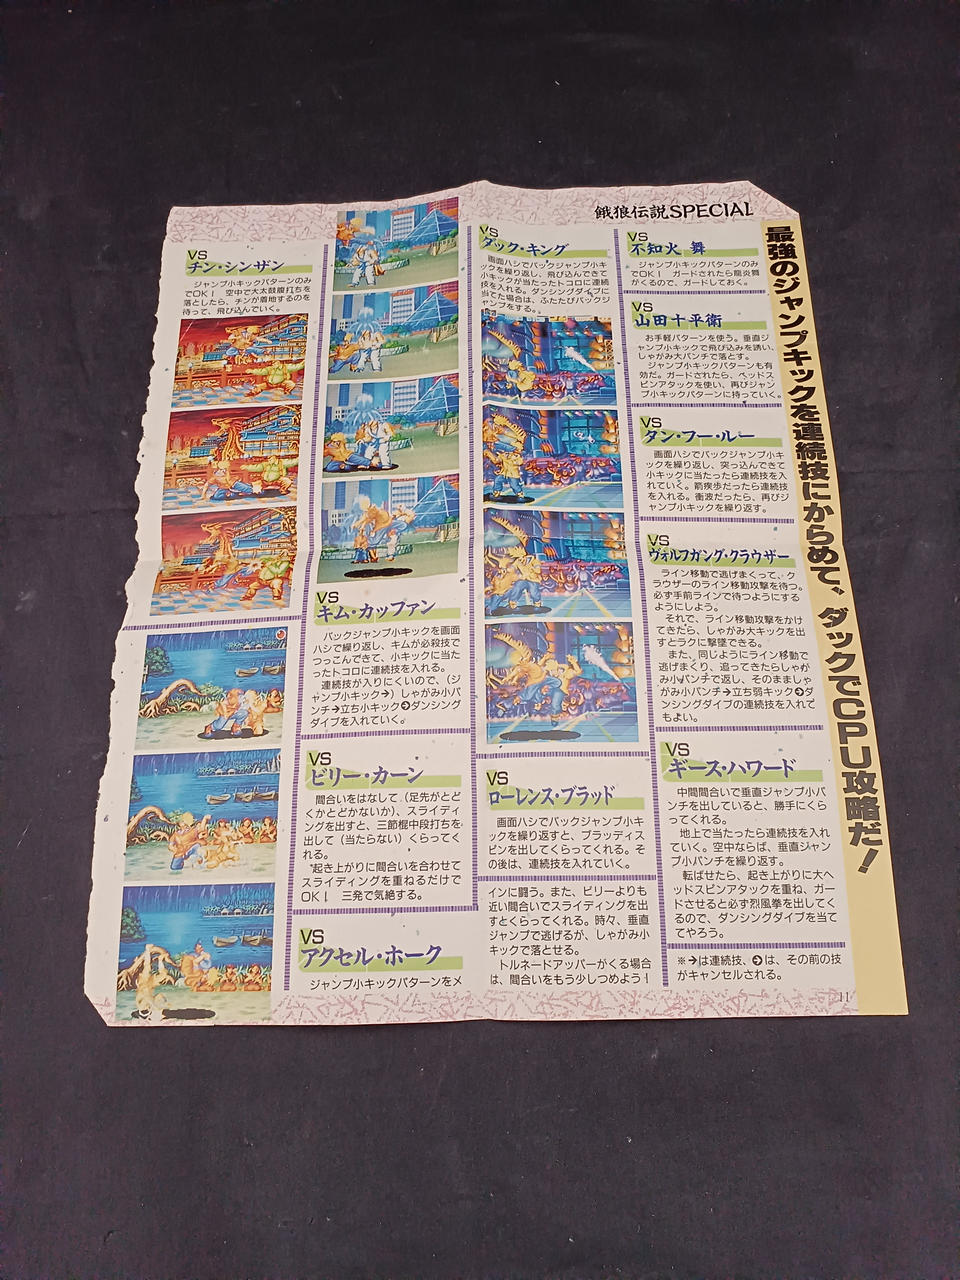 餓狼伝説SPECIAL
最強のジャンプキックを連続技にからめて、ダックでCPU攻略だ!
VS
チン・シンザン
ジャンプ小キックパターンのみ
でOK! 空中で大太鼓腹打ちを
落としたら、チンが着地するのを
待って、飛び込んでいく。
VS
キム・カッファン
バックジャンプ小キックを画面
ハシで繰り返し、キムが必殺技で
つっこんできて、小キックに当た
ったトコロに連続技を入れる。
連続技が入りにくいので、(ジ
ャンプ小キック→)しゃがみ小パ
ンチ→立ち小キック➔ダンシング
ダイブを入れていく。
VS
ビリー・カーン
間合いをはなして(足先がとど
くかとどかないか)、スライディ
ングを出すと、三節棍中段打ちを
出して(当たらない)くらってく
れる。
起き上がりに間合いを合わせて
スライディングを重ねるだけで
OK! 三発で気絶する。
VS
アクセル・ホーク
ジャンプ小キックパターンをメ
VS
ダック・キング
画面ハシでバックジャンプ小キ
ックを繰り返し、飛び込んできて
小キックが当たったトコロに連続
技を入れる。ダッシングダイブに
当てた場合は、ふたたびバックジ
ャンプをする。
VS
ローレンス・ブラッド
画面ハシでバックジャンプ小キ
ックを繰り返すと、ブラッディス
ピンを出してくらってくれる。そ
の後は、連続技を入れていく。
インに闘う。また、ビリーよりも
近い間合いでスライディングを出
すとくらってくれる。時々、垂直
ジャンプで逃げるが、しゃがみ小
キックで落とせる。
トルネードアッパーがくる場合
は、間合いをもう少しつめよう!
VS
不知火 舞
ジャンプ小キックパターンのみ
でOK! ガードされたら龍炎舞
がくるので、ガードしておく。
VS
山田十平衛
お手軽パターンを使う。垂直ジ
ャンプ小キックで飛び込みを誘い、
しゃがみ大パンチで落とす。
ジャンプ小キックパターンも有
効だ。ガードされたら、ヘッドス
ピンアタックを使い、再びジャン
プ小キックパターンに持っていく。
VS
タン・フー・ルー
画面ハシでバックジャンプ小キ
ックを繰り返し、突っ込んできて
小キックに当たったら連続技を入
れていく。箭疾歩だったら連続技
を入れる。衝波だったら、再びジ
ャンプ小キックを繰り返す。
VS
ヴォルフガング・クラウザー
ライン移動で逃げまくって、ク
ラウザーのライン移動攻撃を待つ。
必ず手前ラインで待つようにする
ようにしよう。
それで、ライン移動攻撃をかけ
てきたら、しゃがみ大キックを出
すとラクに撃墜できる。
また、同じようにライン移動で
逃げまくり、追ってきたらしゃが
み小パンチで返し、そのまましゃ
がみ小パンチ→立ち弱キック➔ダ
ンシングダイブの連続技を入れて
もよい。
VS
ギース・ハワード
中間間合いで垂直ジャンプ小パ
ンチを出していると、勝手にくら
ってくれる。
地上で当たったら連続技を入れ
ていく。空中ならば、垂直ジャン
プ小パンチを繰り返す。
転ばせたら、起き上がりに大ヘ
ッドスピンアタックを重ね、ガー
ドさせると必ず烈風拳を出してく
るので、ダンシングダイブを当て
てやろう。
※→は連続技、➔は、その前の技
がキャンセルされる。
11